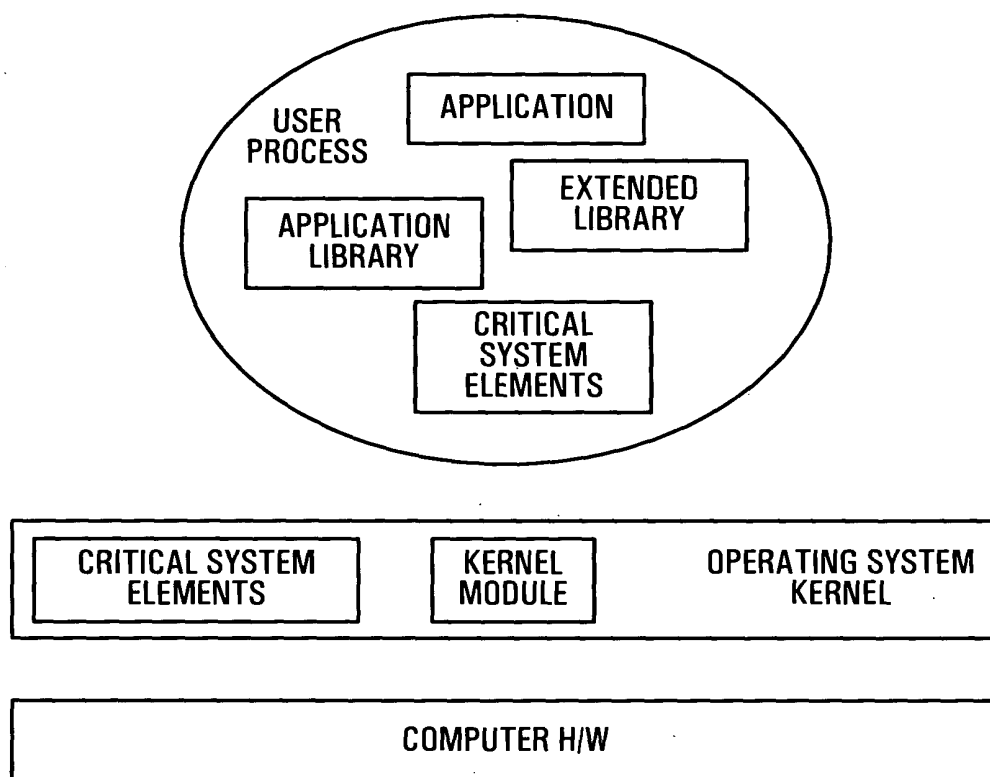 APPLICATION
USER
PROCESS
EXTENDED
LIBRARY
APPLICATION
LIBRARY
CRITICAL
SYSTEM
ELEMENTS
CRITICAL SYSTEM
ELEMENTS
KERNEL
MODULE
OPERATING SYSTEM
KERNEL
COMPUTER H/W